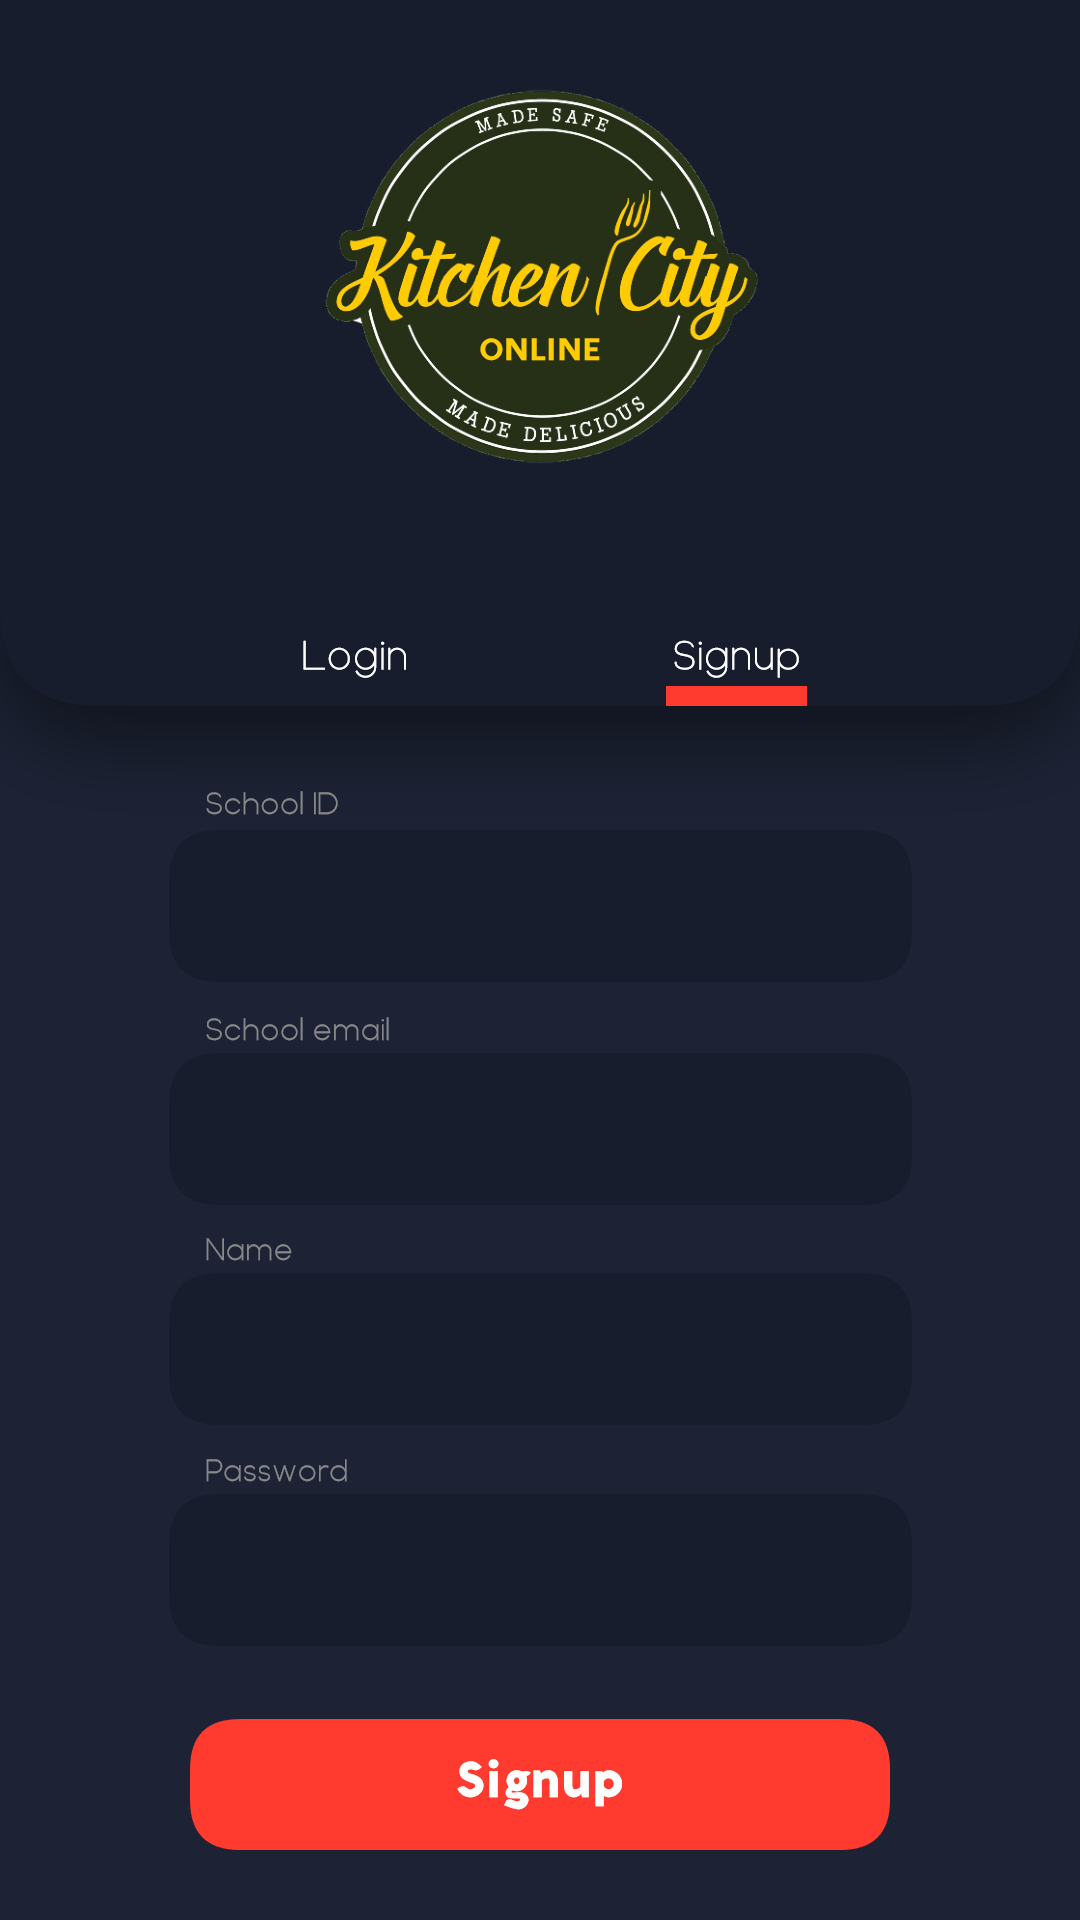 MADE SAFE
Kitchen City
ONLINE
MADE DELICIOUS
Login
Signup
School ID
School email
Name
Password
Signup